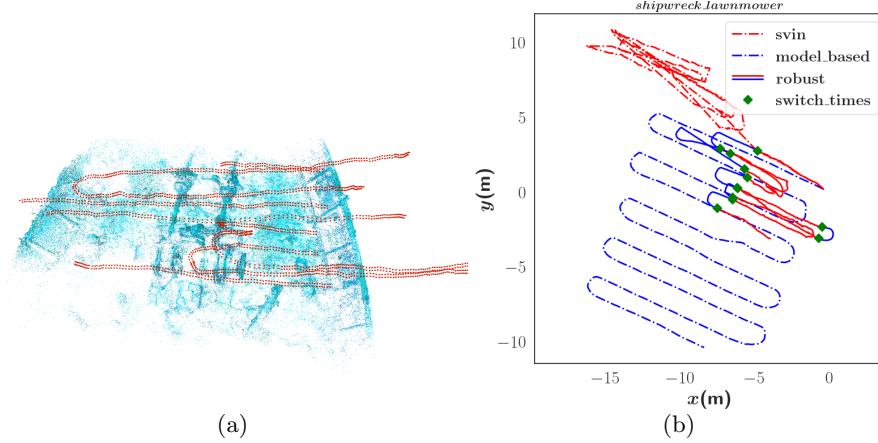 shipwreck_lawnmower
svin
model_based
robust
switch_times
10
5
0
−5
−10
y(m)
−15
−10
−5
0
x(m)
(a)
(b)